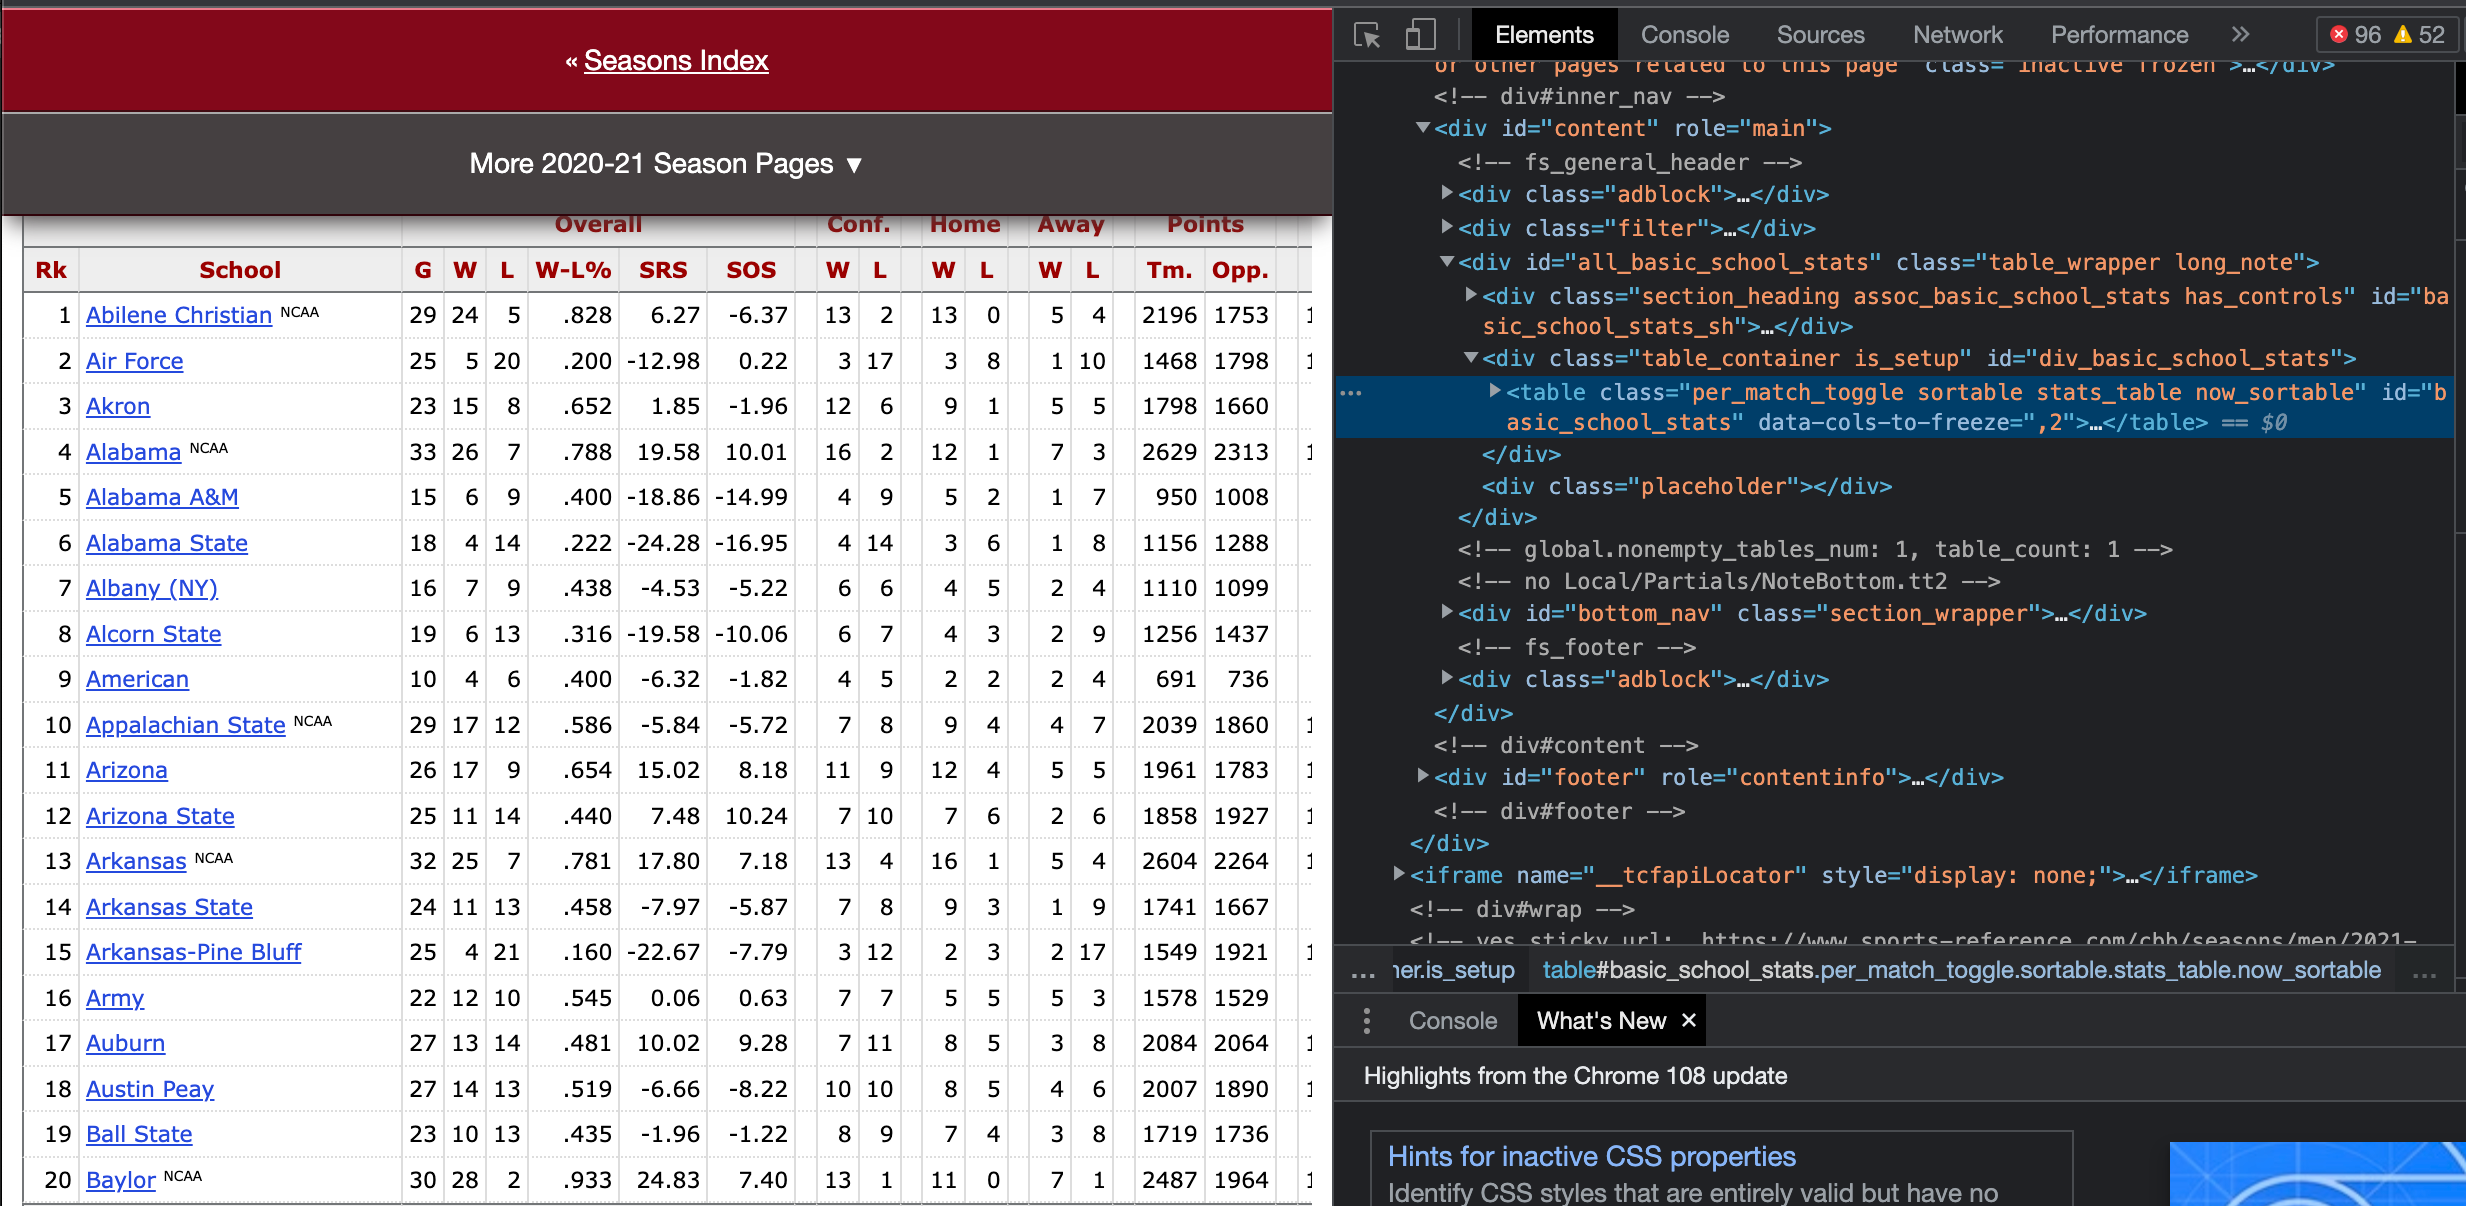 « Seasons Index
More 2020-21 Season Pages ▼
Overall Conf. Home Away Points
Rk School G W L W-L% SRS SOS W L W L W L Tm. Opp.
1 Abilene Christian NCAA 29 24 5 .828 6.27 -6.37 13 2 13 0 5 4 2196 1753
2 Air Force 25 5 20 .200 -12.98 0.22 3 17 3 8 1 10 1468 1798
3 Akron 23 15 8 .652 1.85 -1.96 12 6 9 1 5 5 1798 1660
4 Alabama NCAA 33 26 7 .788 19.58 10.01 16 2 12 1 7 3 2629 2313
5 Alabama A&M 15 6 9 .400 -18.86 -14.99 4 9 5 2 1 7 950 1008
6 Alabama State 18 4 14 .222 -24.28 -16.95 4 14 3 6 1 8 1156 1288
7 Albany (NY) 16 7 9 .438 -4.53 -5.22 6 6 4 5 2 4 1110 1099
8 Alcorn State 19 6 13 .316 -19.58 -10.06 6 7 4 3 2 9 1256 1437
9 American 10 4 6 .400 -6.32 -1.82 4 5 2 2 2 4 691 736
10 Appalachian State NCAA 29 17 12 .586 -5.84 -5.72 7 8 9 4 4 7 2039 1860
11 Arizona 26 17 9 .654 15.02 8.18 11 9 12 4 5 5 1961 1783
12 Arizona State 25 11 14 .440 7.48 10.24 7 10 7 6 2 6 1858 1927
13 Arkansas NCAA 32 25 7 .781 17.80 7.18 13 4 16 1 5 4 2604 2264
14 Arkansas State 24 11 13 .458 -7.97 -5.87 7 8 9 3 1 9 1741 1667
15 Arkansas-Pine Bluff 25 4 21 .160 -22.67 -7.79 3 12 2 3 2 17 1549 1921
16 Army 22 12 10 .545 0.06 0.63 7 7 5 5 5 3 1578 1529
17 Auburn 27 13 14 .481 10.02 9.28 7 11 8 5 3 8 2084 2064
18 Austin Peay 27 14 13 .519 -6.66 -8.22 10 10 8 5 4 6 2007 1890
19 Ball State 23 10 13 .435 -1.96 -1.22 8 9 7 4 3 8 1719 1736
20 Baylor NCAA 30 28 2 .933 24.83 7.40 13 1 11 0 7 1 2487 1964
Elements Console Sources Network Performance » 96 52
or other pages related to this page" class="inactive frozen">…</div>
<!-- div#inner_nav -->
▼<div id="content" role="main">
<!-- fs_general_header -->
▶<div class="adblock">…</div>
▶<div class="filter">…</div>
▼<div id="all_basic_school_stats" class="table_wrapper long_note">
▶<div class="section_heading assoc_basic_school_stats has_controls" id="ba
sic_school_stats_sh">…</div>
▼<div class="table_container is_setup" id="div_basic_school_stats">
… ▶<table class="per_match_toggle sortable stats_table now_sortable" id="b
asic_school_stats" data-cols-to-freeze=",2">…</table> == $0
</div>
<div class="placeholder"></div>
</div>
<!-- global.nonempty_tables_num: 1, table_count: 1 -->
<!-- no Local/Partials/NoteBottom.tt2 -->
▶<div id="bottom_nav" class="section_wrapper">…</div>
<!-- fs_footer -->
▶<div class="adblock">…</div>
</div>
<!-- div#content -->
▶<div id="footer" role="contentinfo">…</div>
<!-- div#footer -->
</div>
▶<iframe name="__tcfapiLocator" style="display: none;">…</iframe>
<!-- div#wrap -->
<!-- yes sticky url: https://www.sports-reference.com/cbb/seasons/men/2021-
… ner.is_setup table#basic_school_stats.per_match_toggle.sortable.stats_table.now_sortable …
Console What's New ×
Highlights from the Chrome 108 update
Hints for inactive CSS properties
Identify CSS styles that are entirely valid but have no